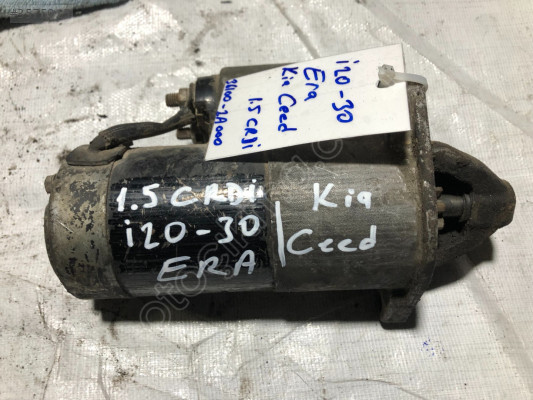 i20-30
Era
Kia Ceed
1.5 CRDi
1.5 CRDi
i20-30
ERA
Kia
Ceed